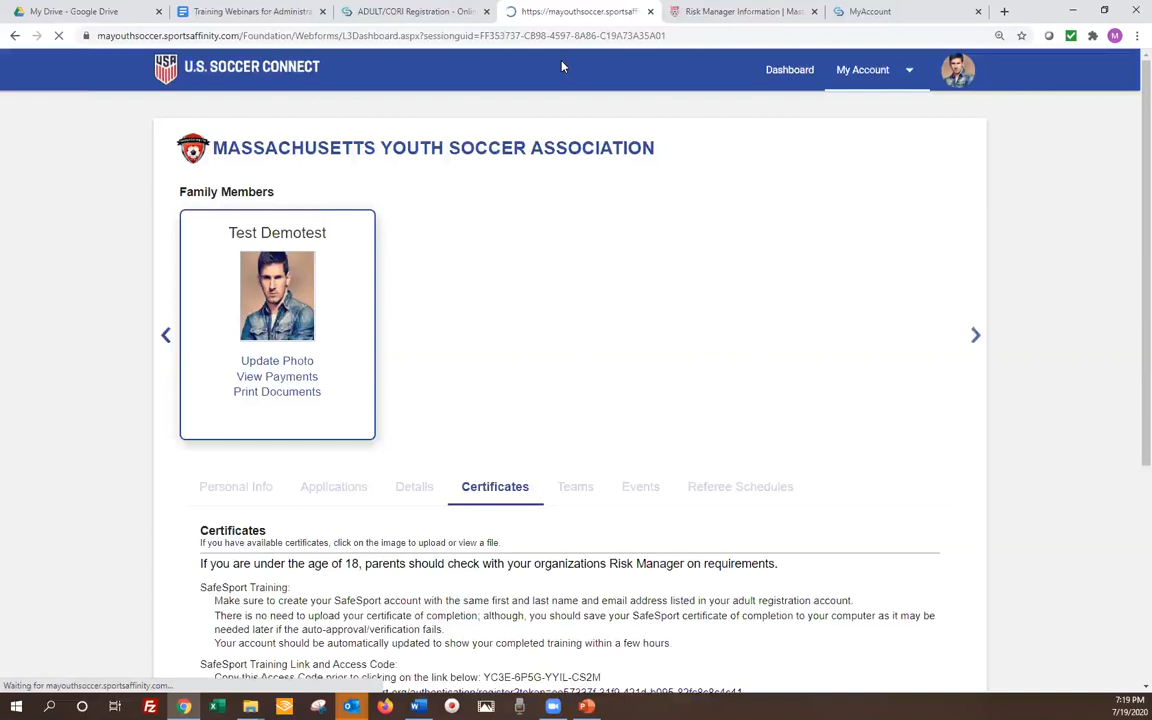 My Drive - Google Drive
Training Webinars for Administra
ADULT/CORI Registration - Onlin
https://mayouthsoccer.sportsaffi
Risk Manager Information | Mas
MyAccount
mayouthsoccer.sportsaffinity.com/Foundation/Webforms/L3Dashboard.aspx?sessionguid=FF353737-C898-4597-8A86-C19A73A35A01
M
USA
U.S. SOCCER CONNECT
Dashboard
My Account
MASSACHUSETTS YOUTH SOCCER ASSOCIATION
Family Members
Test Demotest
Update Photo
View Payments
Print Documents
Personal Info
Applications
Details
Certificates
Teams
Events
Referee Schedules
Certificates
If you have available certificates, click on the image to upload or view a file.
If you are under the age of 18, parents should check with your organizations Risk Manager on requirements.
SafeSport Training:
Make sure to create your SafeSport account with the same first and last name and email address listed in your adult registration account.
There is no need to upload your certificate of completion; although, you should save your SafeSport certificate of completion to your computer as it may be
needed later if the auto-approval/verification fails.
Your account should be automatically updated to show your completed training within a few hours.
SafeSport Training Link and Access Code:
Copy this Access Code prior to clicking on the link below: YC3E-6P5G-YYIL-CS2M
Waiting for mayouthsoccer.sportsaffinity.com...
7:19 PM
7/19/2020